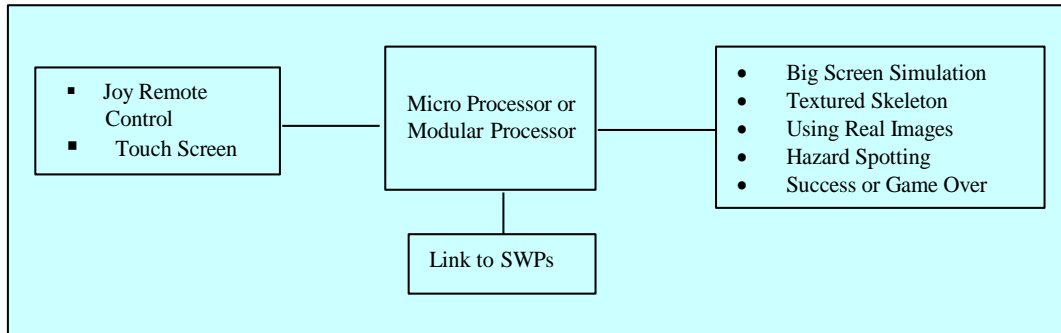 ▪ Joy Remote
Control
▪ Touch Screen
Micro Processor or
Modular Processor
• Big Screen Simulation
• Textured Skeleton
• Using Real Images
• Hazard Spotting
• Success or Game Over
Link to SWPs